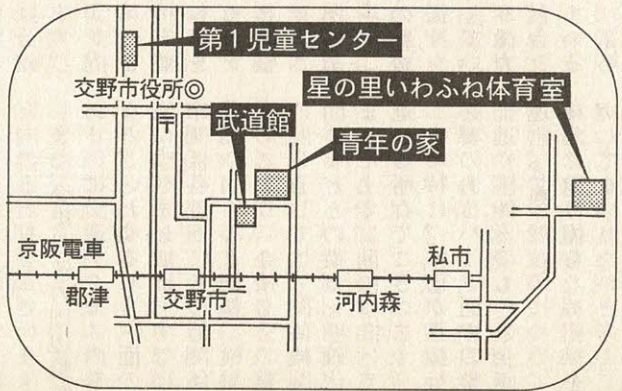 第1児童センター
交野市役所◎
〒
星の里いわふね体育室
武道館
青年の家
京阪電車
郡津
交野市
河内森
私市